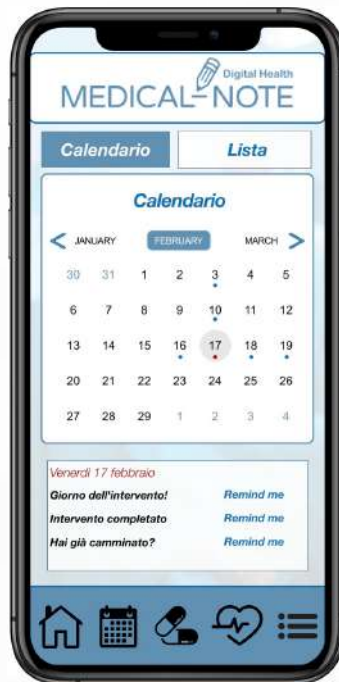 Digital Health
MEDICAL-NOTE
Calendario Lista
Calendario
< JANUARY FEBRUARY MARCH >
30 31 1 2 3 4 5
6 7 8 9 10 11 12
13 14 15 16 17 18 19
20 21 22 23 24 25 26
27 28 29 1 2 3 4
Venerdì 17 febbraio
Giorno dell'intervento! Remind me
Intervento completato Remind me
Hai già camminato? Remind me